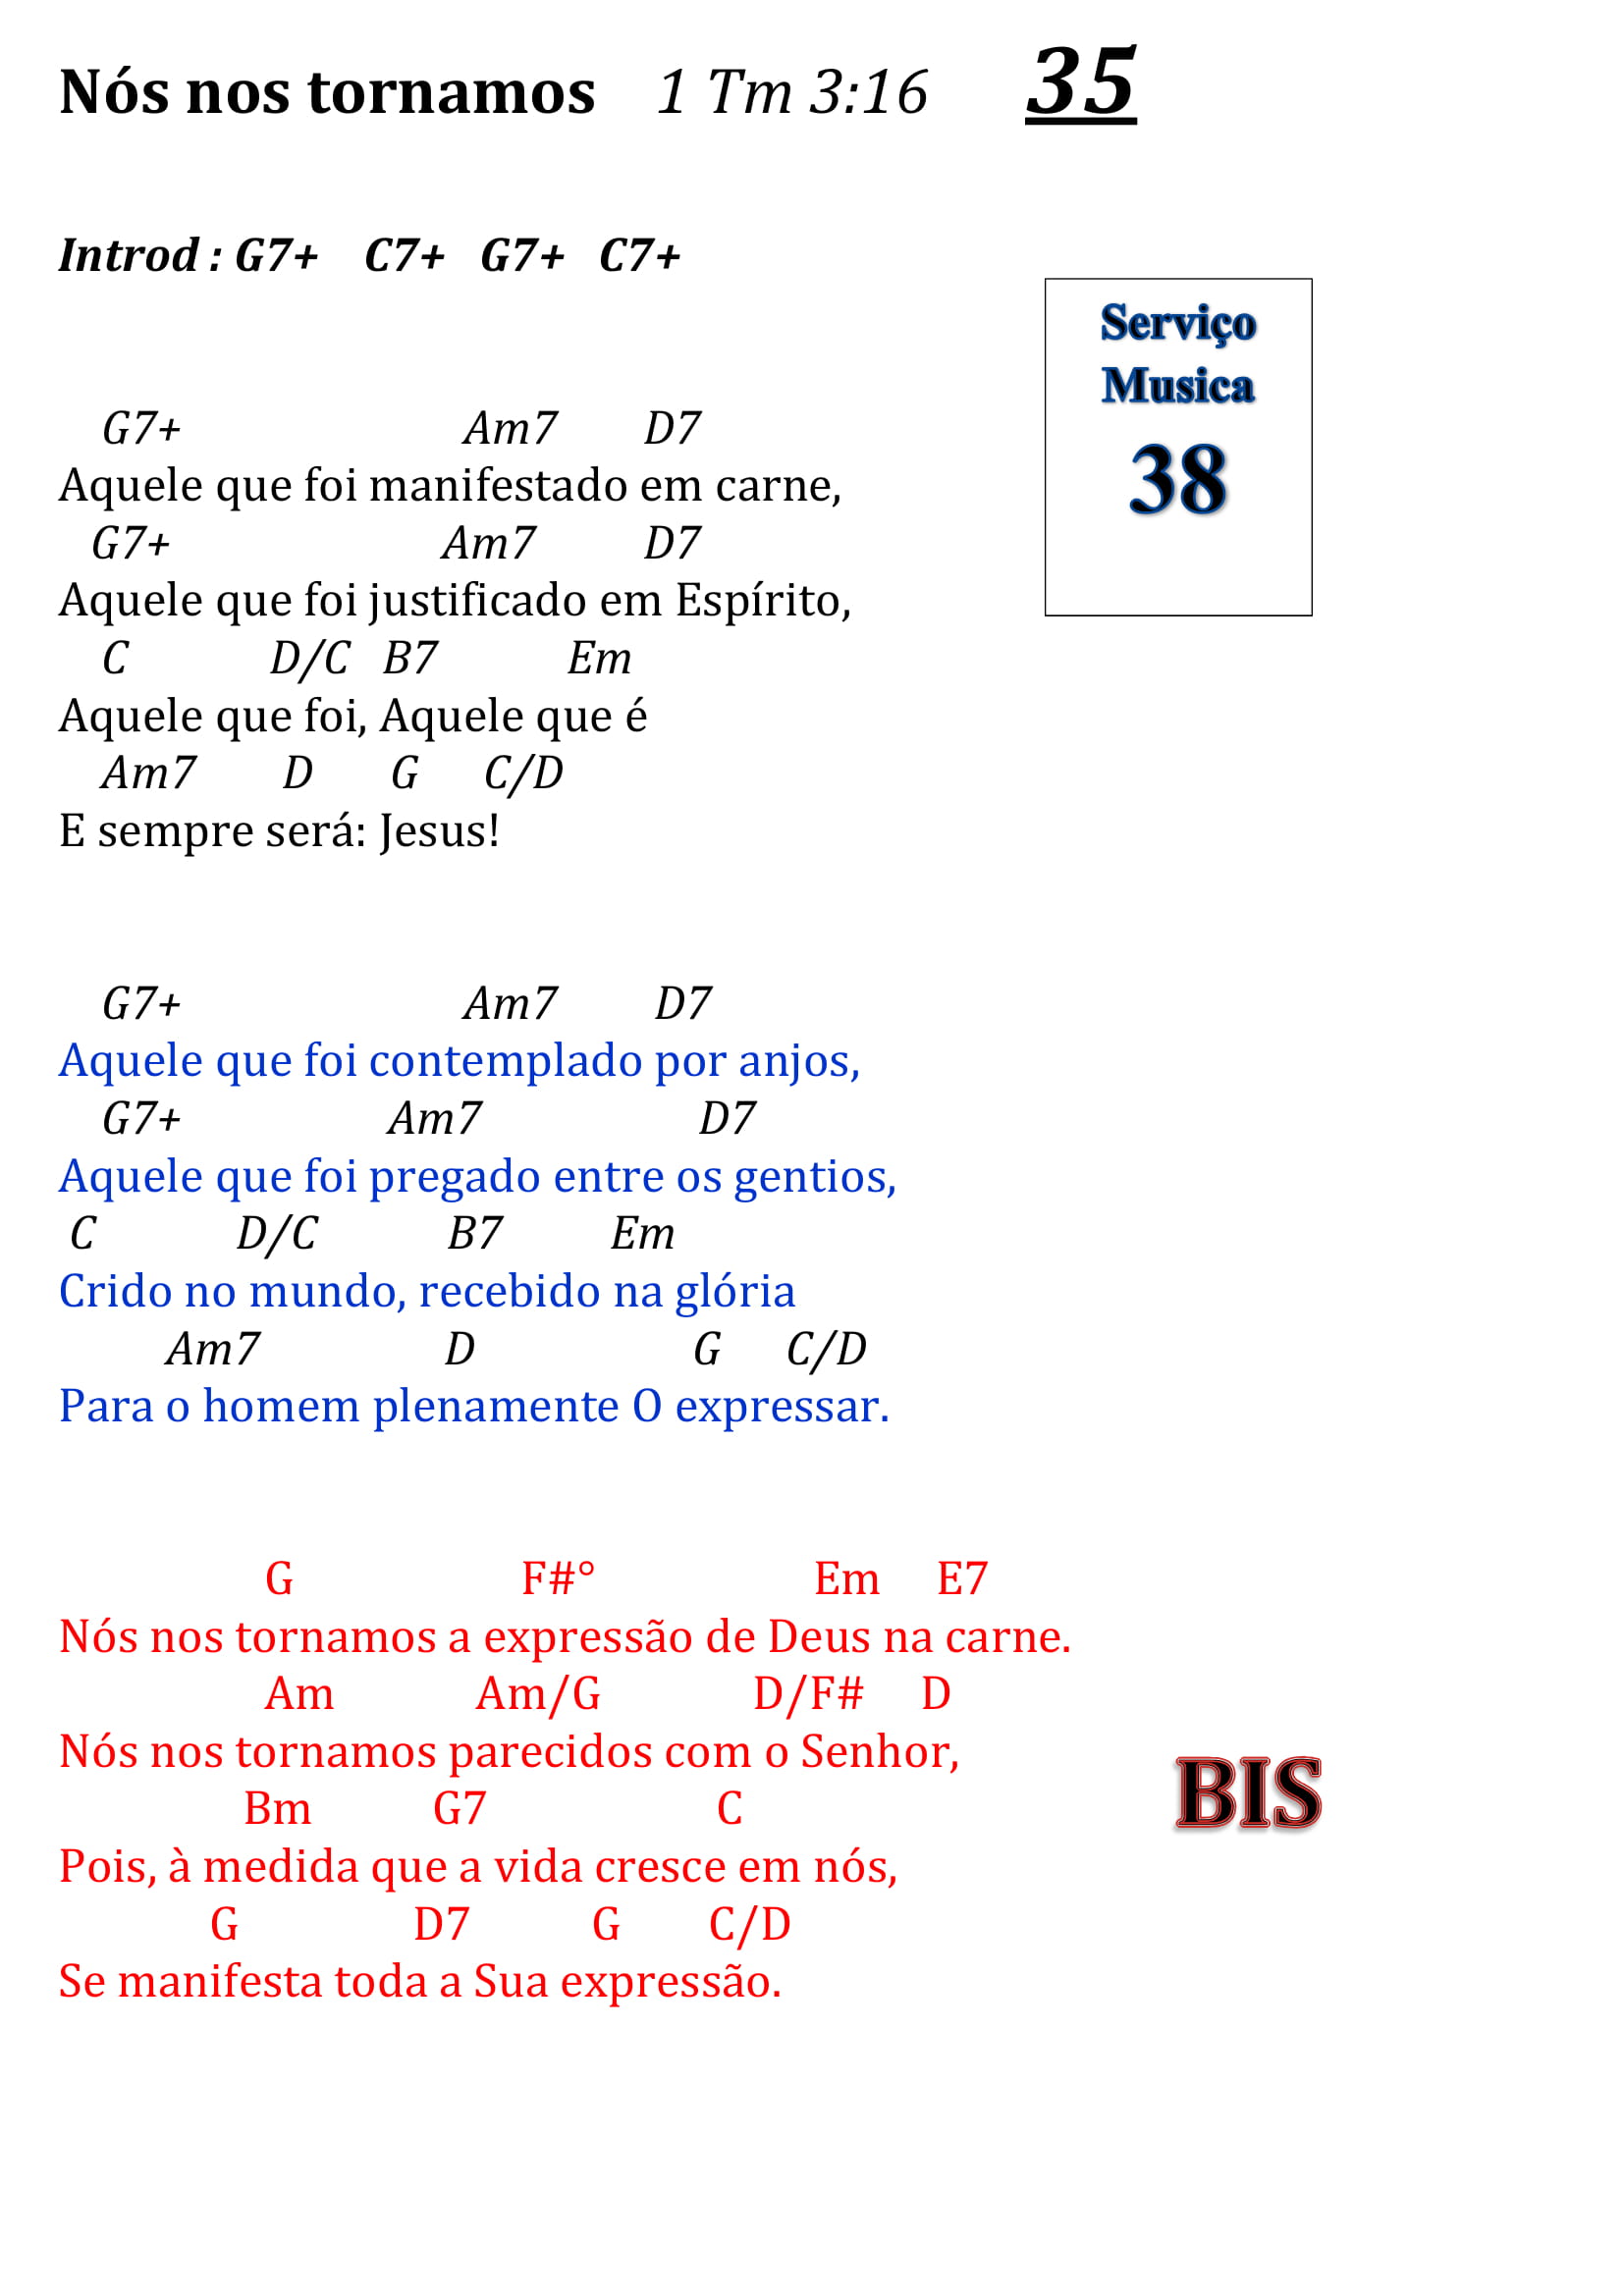 Nós nos tornamos 1 Tm 3:16 35
Introd : G7+ C7+ G7+ C7+
Serviço
Musica
38
G7+ Am7 D7
Aquele que foi manifestado em carne,
G7+ Am7 D7
Aquele que foi justificado em Espírito,
C D/C B7 Em
Aquele que foi, Aquele que é
Am7 D G C/D
E sempre será: Jesus!
G7+ Am7 D7
Aquele que foi contemplado por anjos,
G7+ Am7 D7
Aquele que foi pregado entre os gentios,
C D/C B7 Em
Crido no mundo, recebido na glória
Am7 D G C/D
Para o homem plenamente O expressar.
G F#° Em E7
Nós nos tornamos a expressão de Deus na carne.
Am Am/G D/F# D
Nós nos tornamos parecidos com o Senhor,
BIS
Bm G7 C
Pois, à medida que a vida cresce em nós,
G D7 G C/D
Se manifesta toda a Sua expressão.